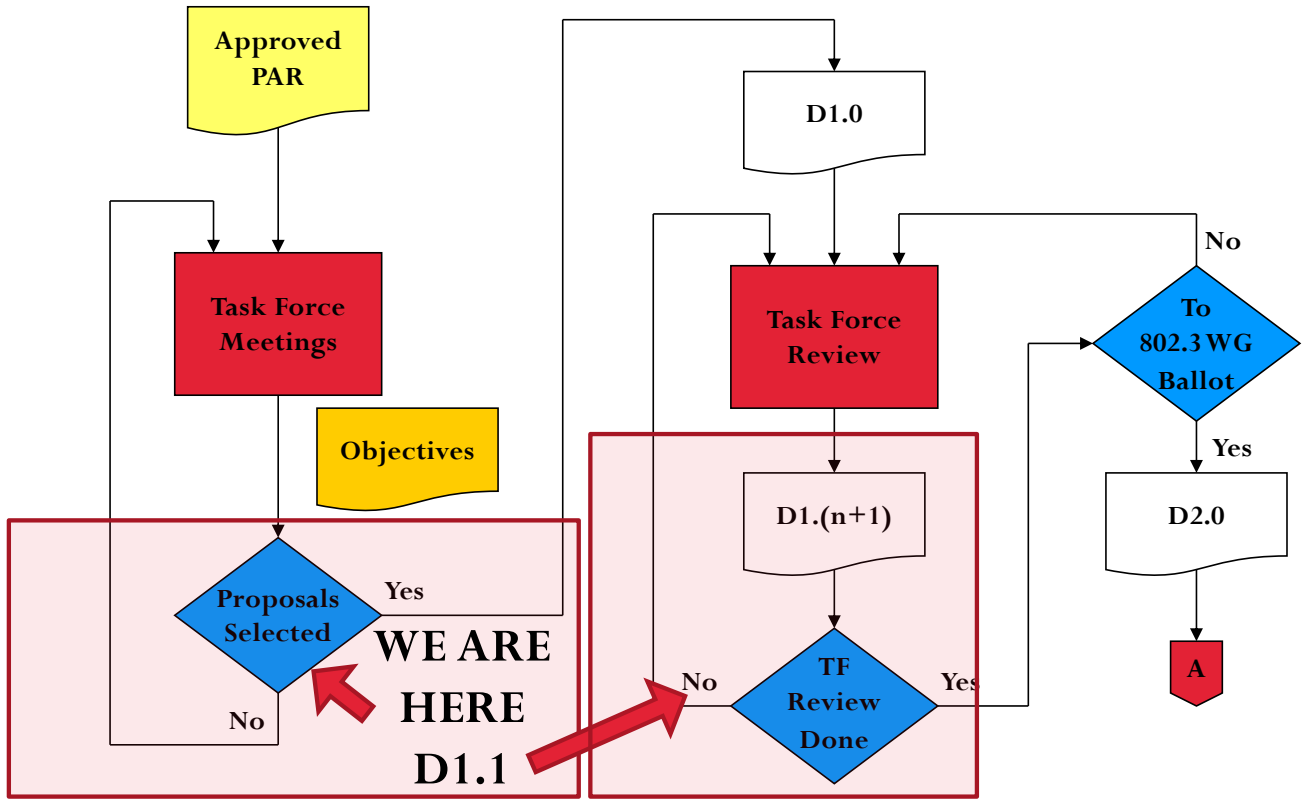 Approved
PAR
D1.0
No
Task Force
Meetings
Task Force
Review
To
802.3 WG
Ballot
Objectives
Yes
D1.(n+1)
D2.0
Proposals
Selected
Yes
WE ARE
HERE
D1.1
No
No
TF
Review
Done
Yes
A